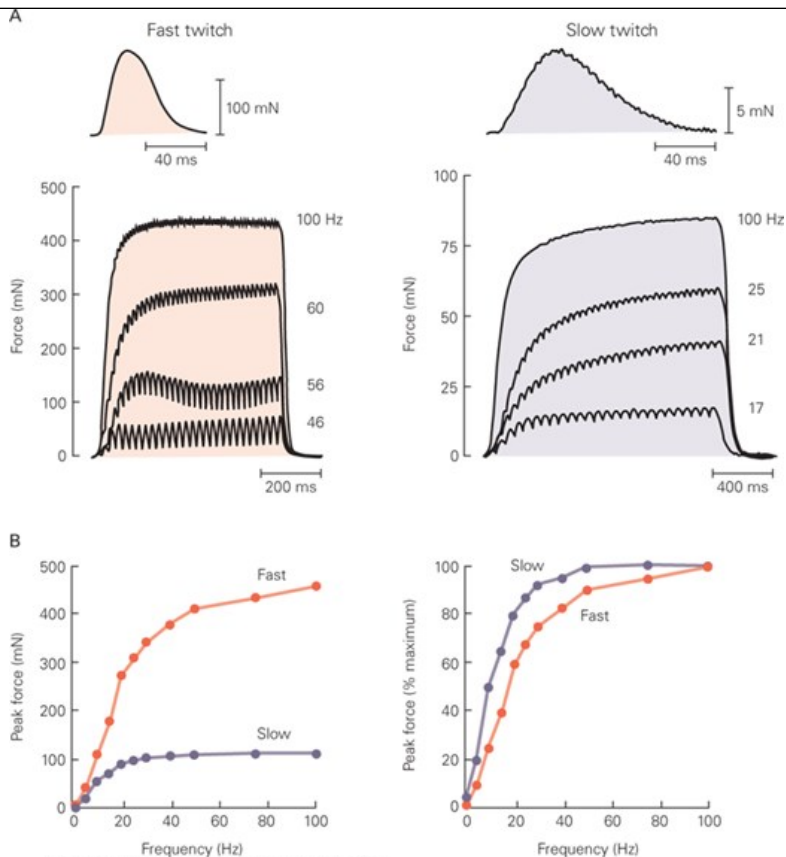 A
Fast twitch
100 mN
40 ms
Slow twitch
5 mN
40 ms
Force (mN)
500
400
300
200
100
0
100 Hz
60
56
46
200 ms
Force (mN)
100
75
50
25
0
100 Hz
25
21
17
400 ms
B
Peak force (mN)
500
400
300
200
100
0
Fast
Slow
0 20 40 60 80 100
Frequency (Hz)
Peak force (% maximum)
100
80
60
40
20
0
Slow
Fast
0 20 40 60 80 100
Frequency (Hz)